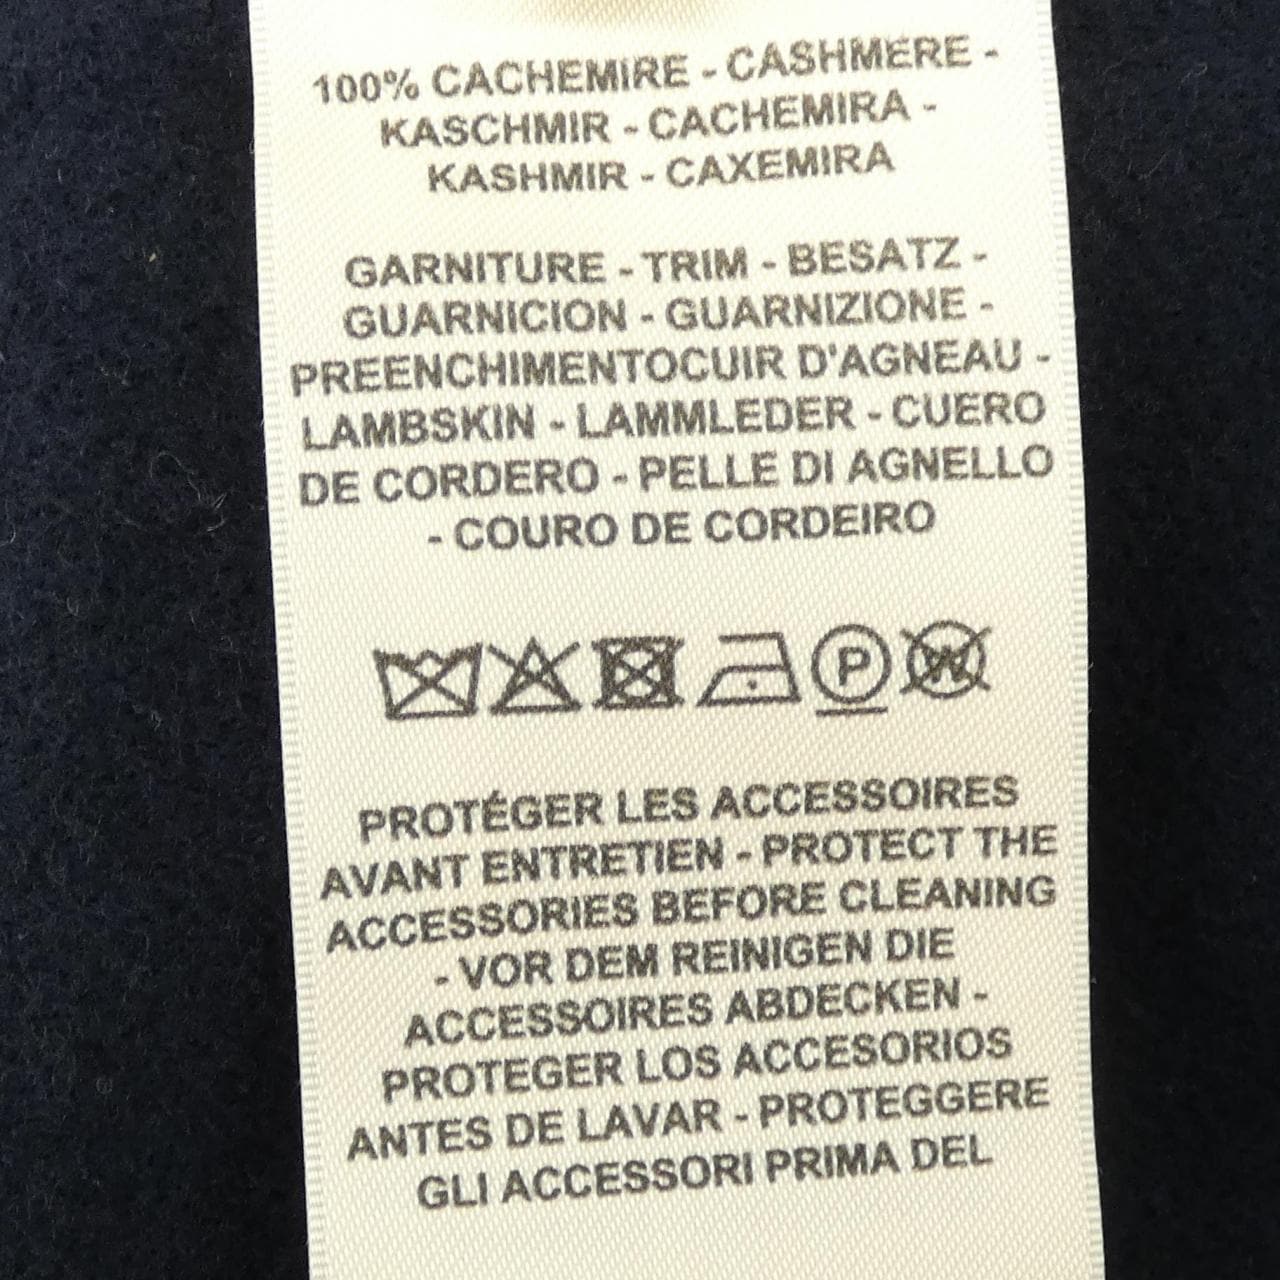 100% CACHEMIRE - CASHMERE -
KASCHMIR - CACHEMIRA -
KASHMIR - CAXEMIRA
GARNITURE - TRIM - BESATZ -
GUARNICION - GUARNIZIONE -
PREENCHIMENTOCUIR D'AGNEAU -
LAMBSKIN - LAMMLEDER - CUERO
DE CORDERO - PELLE DI AGNELLO
- COURO DE CORDEIRO
P W
PROTÉGER LES ACCESSOIRES
AVANT ENTRETIEN - PROTECT THE
ACCESSORIES BEFORE CLEANING
- VOR DEM REINIGEN DIE
ACCESSOIRES ABDECKEN -
PROTEGER LOS ACCESORIOS
ANTES DE LAVAR - PROTEGGERE
GLI ACCESSORI PRIMA DEL